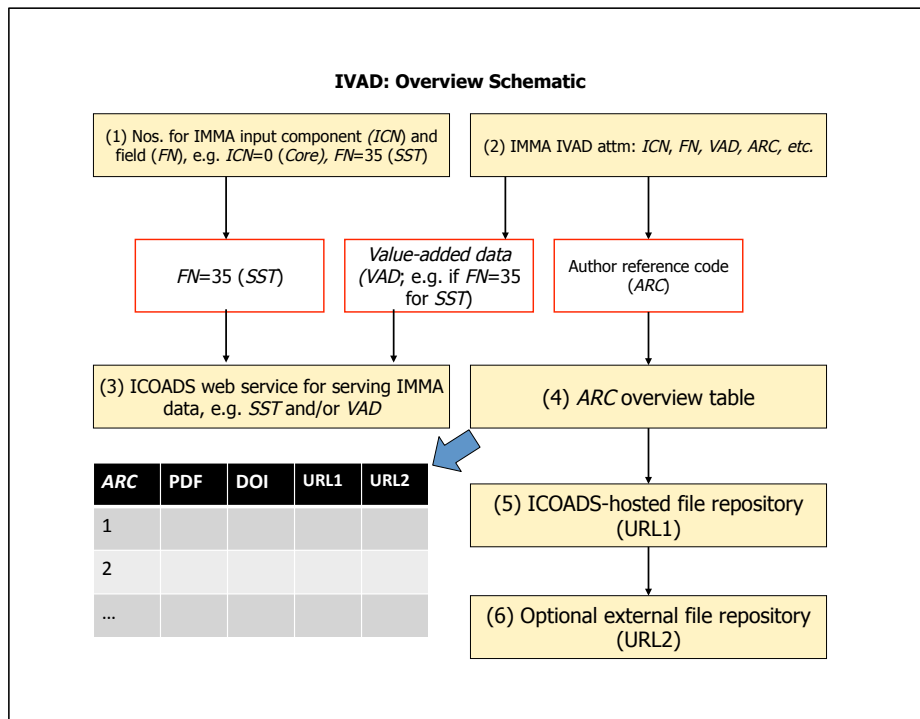 IVAD: Overview Schematic
(1) Nos. for IMMA input component (ICN) and
field (FN), e.g. ICN=0 (Core), FN=35 (SST)
(2) IMMA IVAD attm: ICN, FN, VAD, ARC, etc.
FN=35 (SST)
Value-added data
(VAD; e.g. if FN=35
for SST)
Author reference code
(ARC)
(3) ICOADS web service for serving IMMA
data, e.g. SST and/or VAD
(4) ARC overview table
ARC PDF DOI URL1 URL2
1
2
...
(5) ICOADS-hosted file repository
(URL1)
(6) Optional external file repository
(URL2)